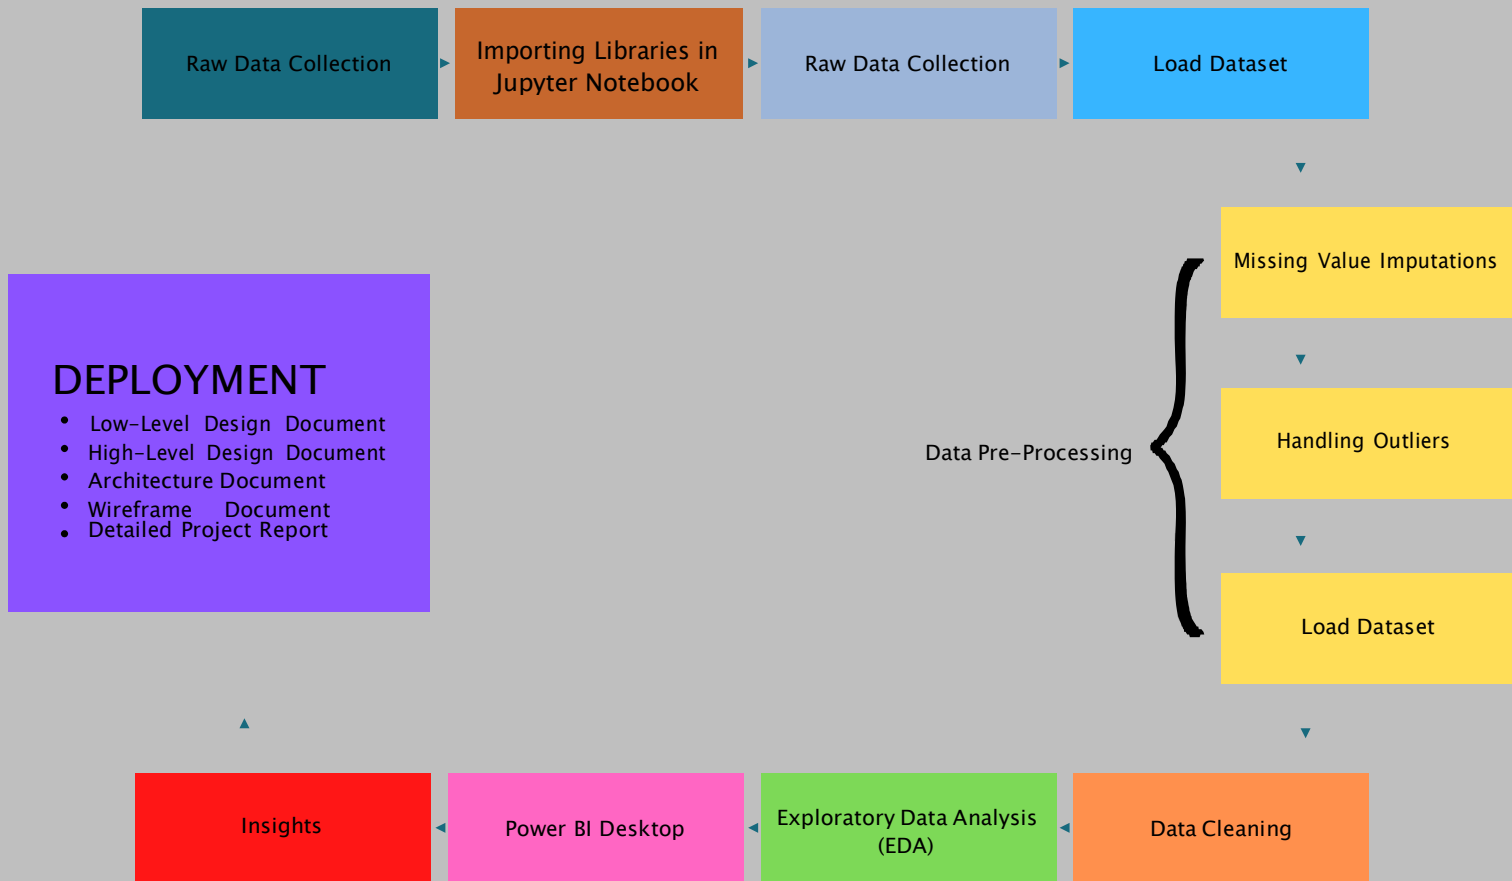 Raw Data Collection
Importing Libraries in
Jupyter Notebook
Raw Data Collection
Load Dataset
Missing Value Imputations
Handling Outliers
Data Pre-Processing
Load Dataset
DEPLOYMENT
• Low-Level Design Document
• High-Level Design Document
• Architecture Document
• Wireframe Document
• Detailed Project Report
Insights
Power BI Desktop
Exploratory Data Analysis
(EDA)
Data Cleaning